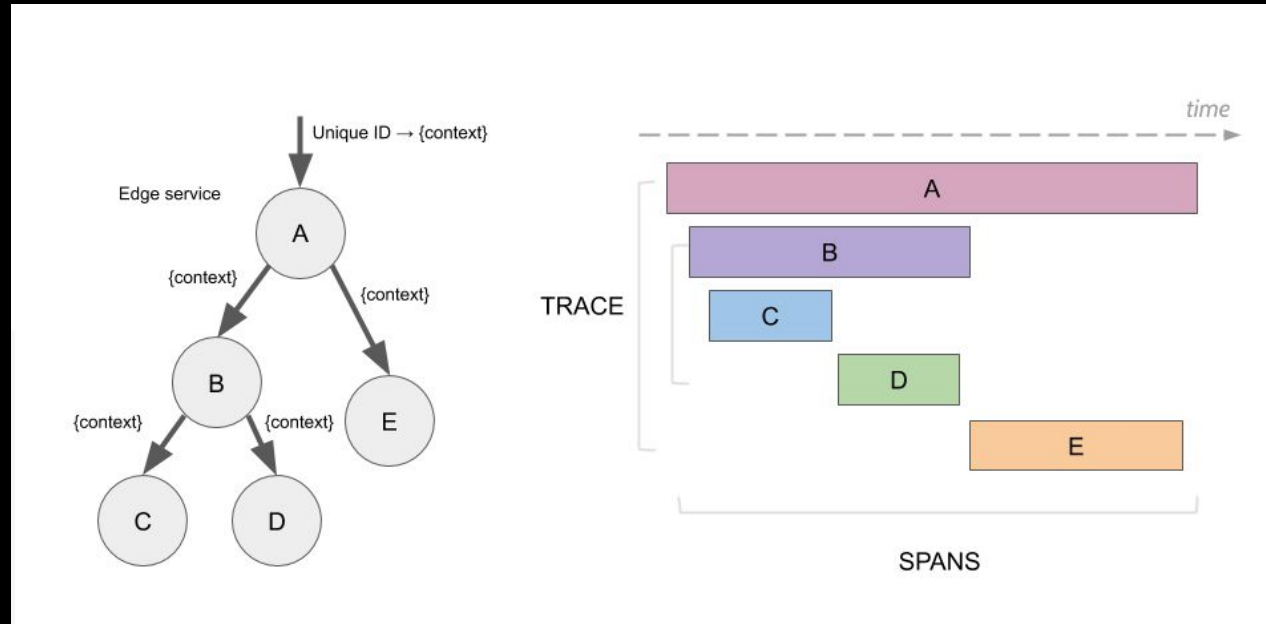 Unique ID → {context}
Edge service
A
{context}
{context}
B
E
{context}
{context}
C
D
time
A
B
TRACE
C
D
E
SPANS